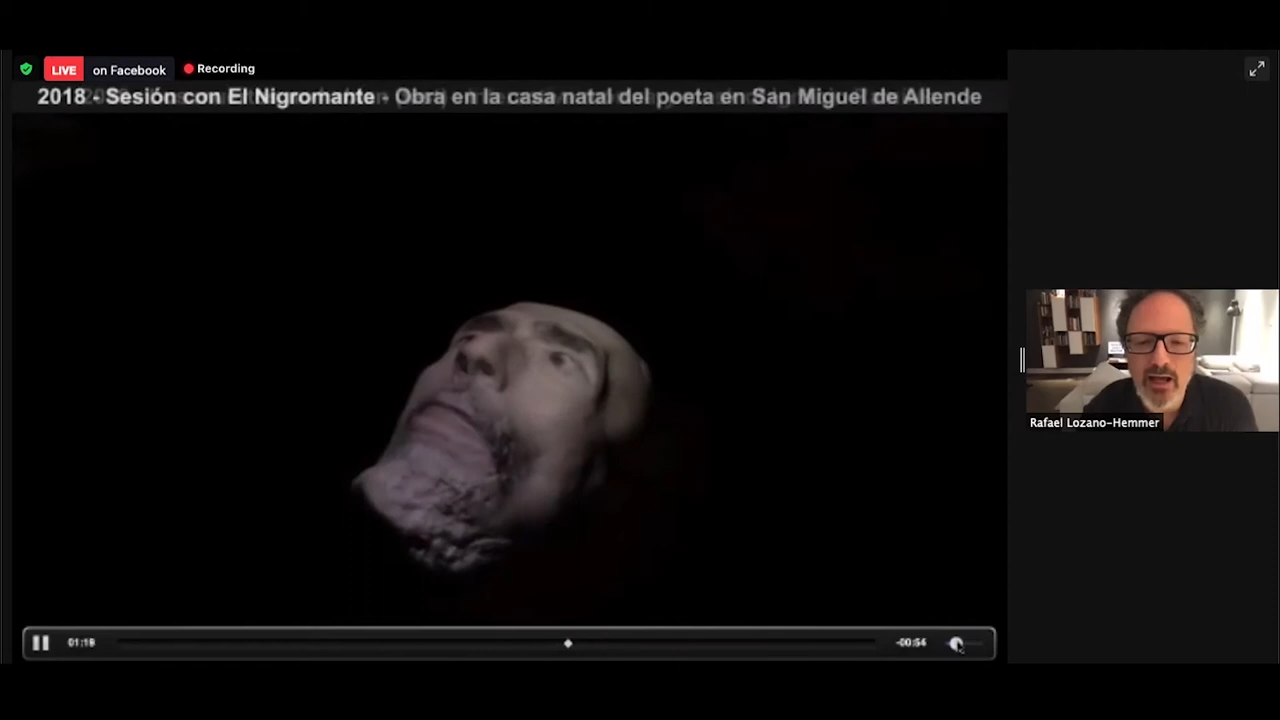 LIVE on Facebook Recording
2018 - Sesión con El Nigromante - Obra en la casa natal del poeta en San Miguel de Allende
01:18 -00:54
Rafael Lozano-Hemmer